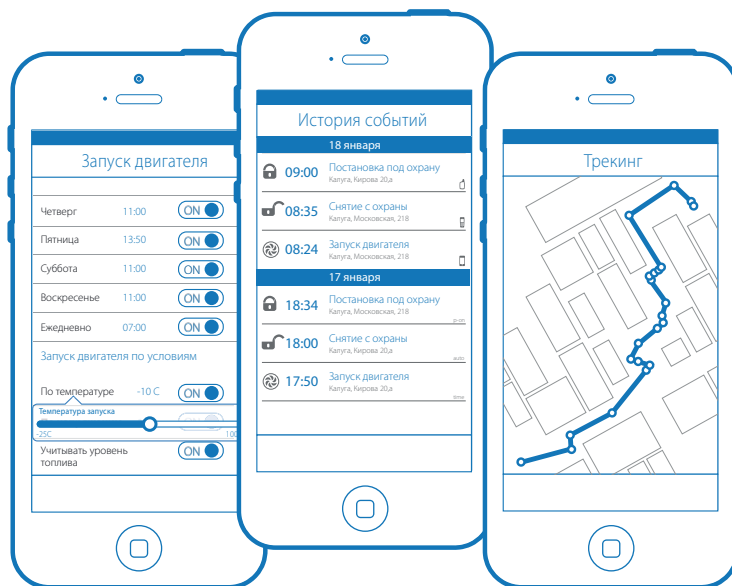 Запуск двигателя
Четверг 11:00 ON
Пятница 13:50 ON
Суббота 11:00 ON
Воскресенье 11:00 ON
Ежедневно 07:00 ON
Запуск двигателя по условиям
По температуре -10 C ON
Температура запуска
-25C 100
Учитывать уровень ON
топлива
История событий
18 января
09:00 Постановка под охрану
Калуга, Кирова 20,а
08:35 Снятие с охраны
Калуга, Московская, 218
08:24 Запуск двигателя
Калуга, Московская, 218
17 января
18:34 Постановка под охрану
Калуга, Московская, 218
p-on
18:00 Снятие с охраны
Калуга, Кирова 20,а
auto
17:50 Запуск двигателя
Калуга, Кирова 20,а
time
Трекинг